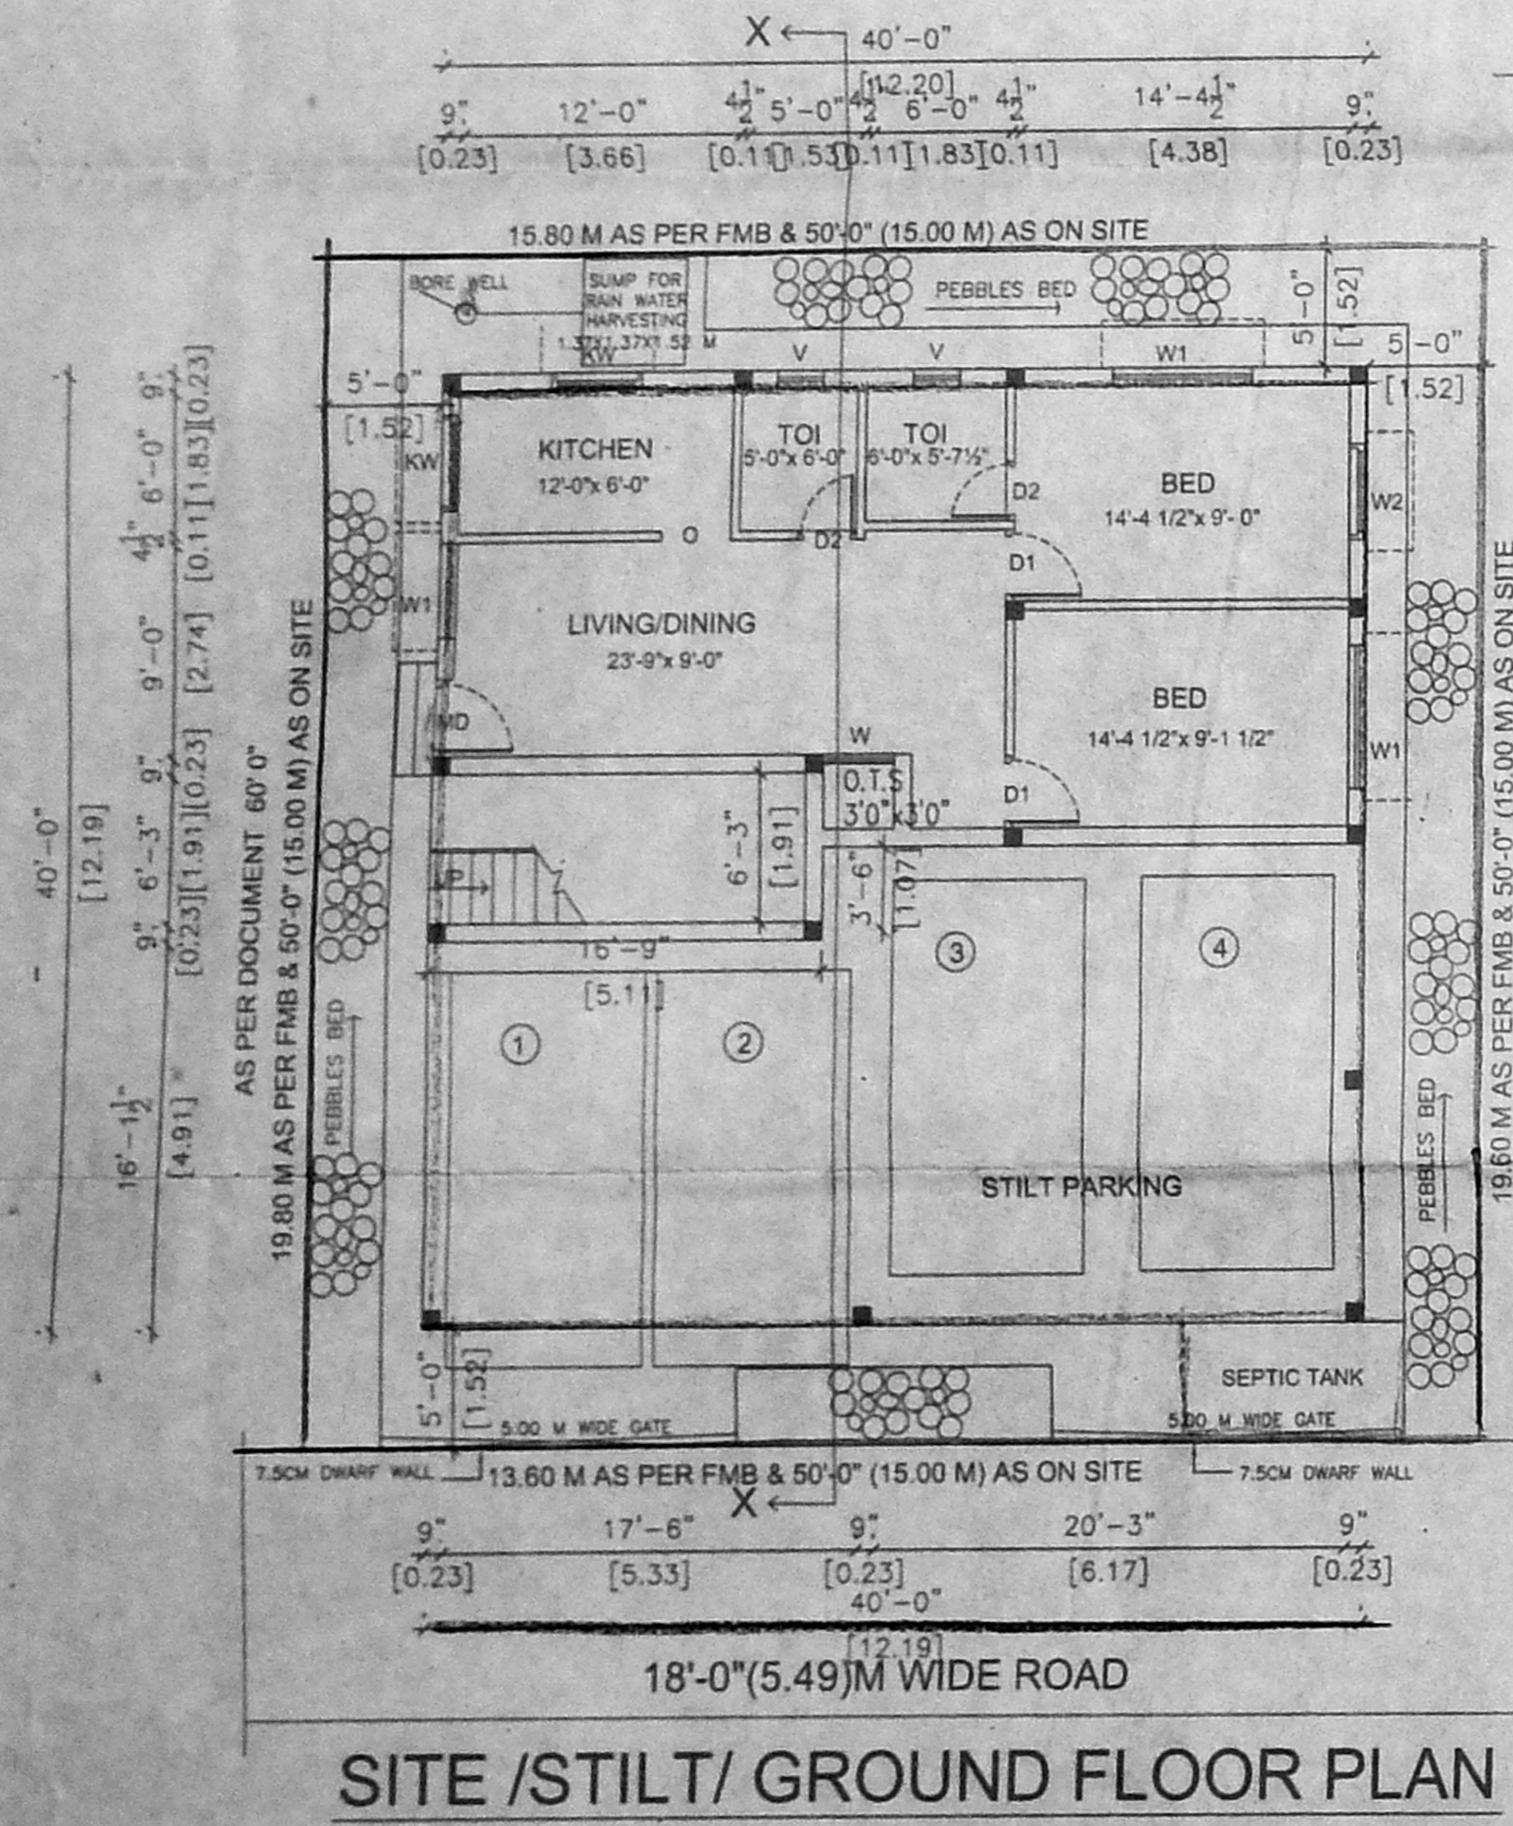 X
40'-0"
[12.20]
9" 12'-0" 4½" 5'-0" 4½" 6'-0" 4½" 14'-4½" 9"
[0.23] [3.66] [0.11] [1.53] [0.11] [1.83] [0.11] [4.38] [0.23]
15.80 M AS PER FMB & 50'-0" (15.00 M) AS ON SITE
BORE WELL
SUMP FOR
RAIN WATER
HARVESTING
1.37X1.37X1.52 M
PEBBLES BED
5'-0"
[1.52]
KW
V
V
W1
5'-0"
[1.52]
5'-0"
[1.52]
KITCHEN
12'-0"x 6'-0"
TOI
5'-0"x 6'-0"
TOI
6'-0"x 5'-7½"
BED
14'-4 1/2"x 9'-0"
KW
D2
D2
W2
O
D1
W1
LIVING/DINING
23'-9"x 9'-0"
BED
14'-4 1/2"x 9'-1 1/2"
MD
W
W1
O.T.S
3'0"x3'0"
D1
6'-3"
[1.91]
3'-6"
[1.07]
16'-9"
[5.11]
1
2
3
4
STILT PARKING
40'-0"
[12.19]
9" 6'-0" 4½" 9'-0" 9" 6'-3" 9" 16'-1½"
[0.23] [1.83] [0.11] [2.74] [0.23] [1.91] [0.23] [4.91]
AS PER DOCUMENT 60' 0"
19.80 M AS PER FMB & 50'-0" (15.00 M) AS ON SITE
PEBBLES BED
PEBBLES BED
19.60 M AS PER FMB & 50'-0" (15.00 M) AS ON SITE
5'-0"
[1.52]
SEPTIC TANK
5.00 M WIDE GATE
5.00 M WIDE GATE
7.5CM DWARF WALL
13.60 M AS PER FMB & 50'-0" (15.00 M) AS ON SITE
7.5CM DWARF WALL
X
9" 17'-6" 9" 20'-3" 9"
[0.23] [5.33] [0.23] [6.17] [0.23]
40'-0"
[12.19]
18'-0"(5.49)M WIDE ROAD
SITE /STILT/ GROUND FLOOR PLAN